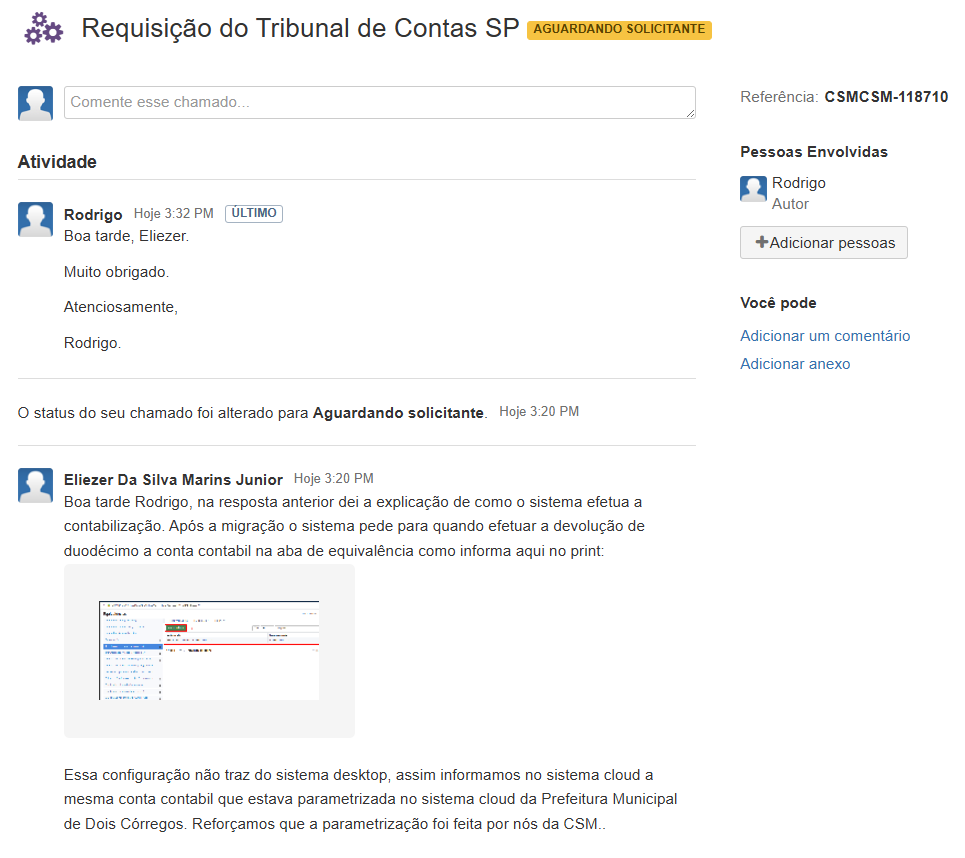 Requisição do Tribunal de Contas SP AGUARDANDO SOLICITANTE
Comente esse chamado...
Referência: CSMCSM-118710
Atividade
Pessoas Envolvidas
Rodrigo
Autor
Adicionar pessoas
Você pode
Adicionar um comentário
Adicionar anexo
Rodrigo Hoje 3:32 PM ÚLTIMO
Boa tarde, Eliezer.
Muito obrigado.
Atenciosamente,
Rodrigo.
O status do seu chamado foi alterado para Aguardando solicitante. Hoje 3:20 PM
Eliezer Da Silva Marins Junior Hoje 3:20 PM
Boa tarde Rodrigo, na resposta anterior dei a explicação de como o sistema efetua a
contabilização. Após a migração o sistema pede para quando efetuar a devolução de
duodécimo a conta contabil na aba de equivalência como informa aqui no print:
Essa configuração não traz do sistema desktop, assim informamos no sistema cloud a
mesma conta contabil que estava parametrizada no sistema cloud da Prefeitura Municipal
de Dois Córregos. Reforçamos que a parametrização foi feita por nós da CSM..